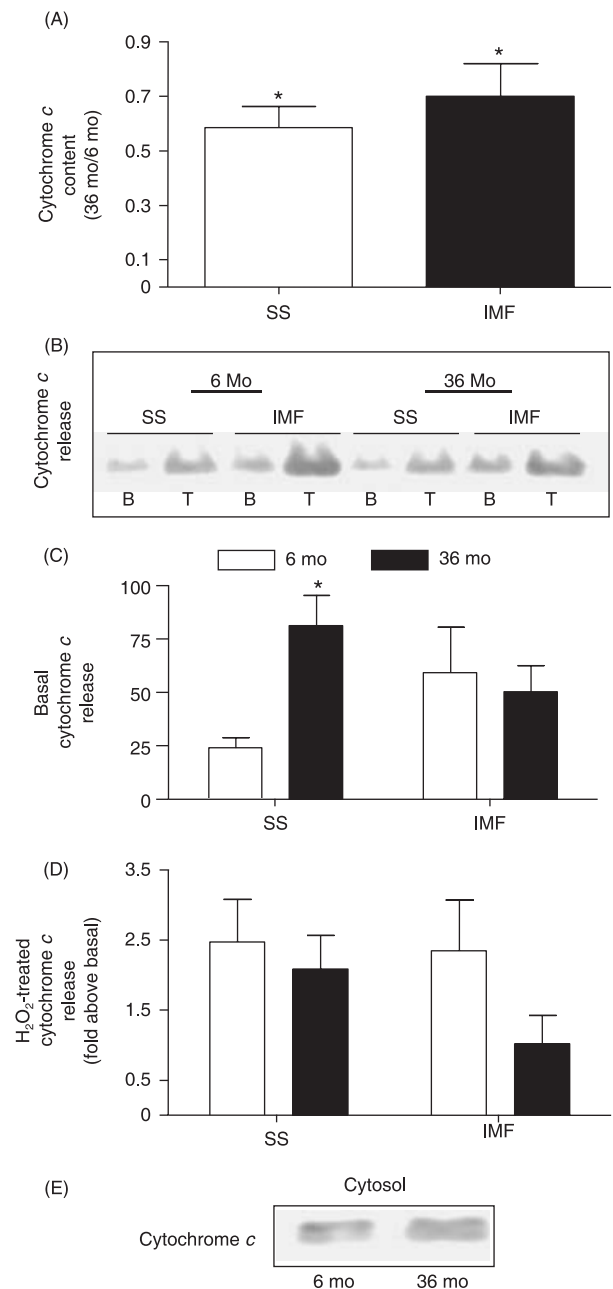 (A)
Cytochrome c
content
(36 mo/6 mo)
0.9
0.7
0.5
0.3
0.1
0
*
*
SS
IMF
(B)
Cytochrome c
release
6 Mo
36 Mo
SS
IMF
SS
IMF
B
T
B
T
B
T
B
T
(C)
6 mo
36 mo
Basal
cytochrome c
release
100
75
50
25
0
*
SS
IMF
(D)
H₂O₂-treated
cytochrome c
release
(fold above basal)
3.5
2.5
1.5
0.5
0
SS
IMF
(E)
Cytosol
Cytochrome c
6 mo
36 mo